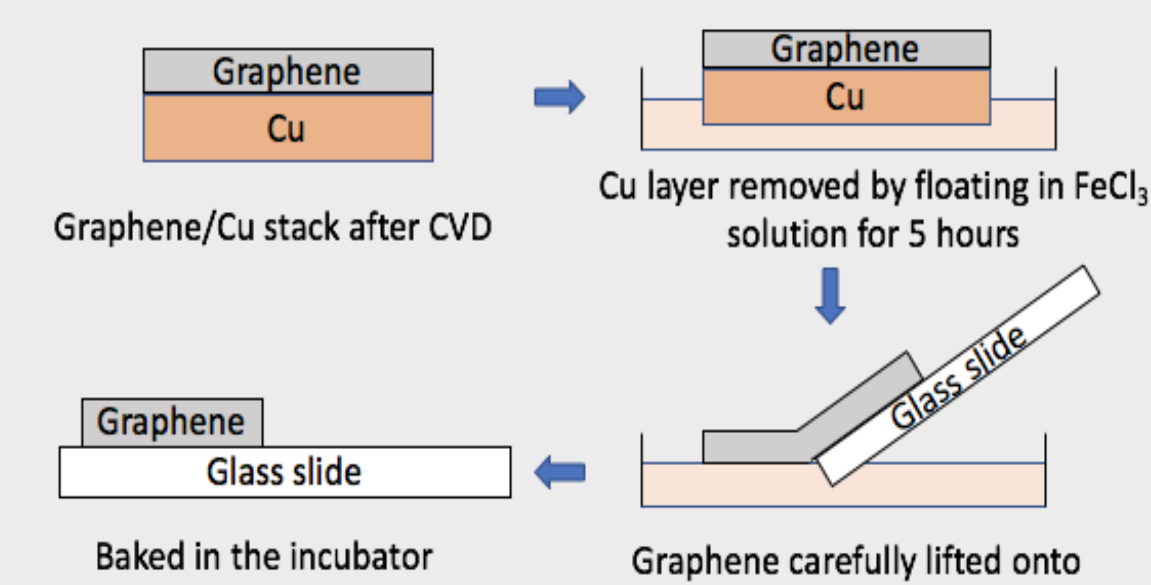 Graphene
Cu
Graphene/Cu stack after CVD
Graphene
Cu
Cu layer removed by floating in FeCl₃
solution for 5 hours
Glass slide
Graphene carefully lifted onto
Graphene
Glass slide
Baked in the incubator